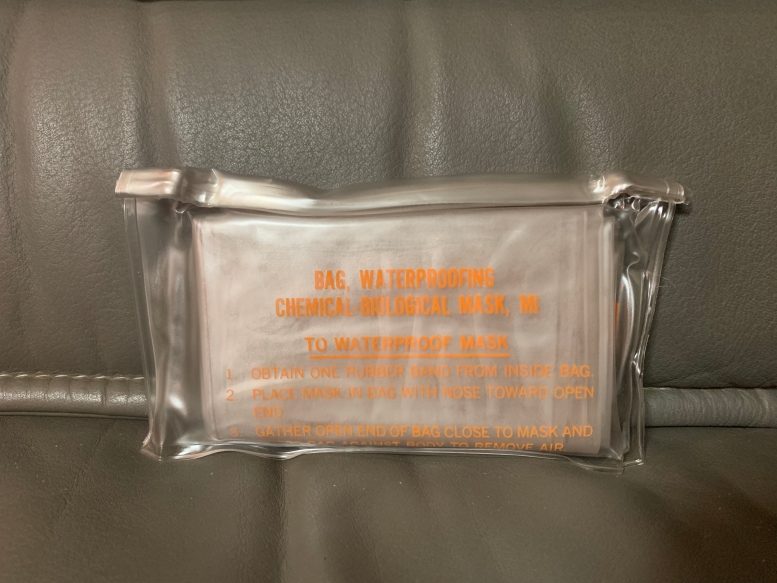 BAG, WATERPROOFING
CHEMICAL-BIOLOGICAL MASK, MI
TO WATERPROOF MASK
1. OBTAIN ONE RUBBER BAND FROM INSIDE BAG.
2. PLACE MASK IN BAG WITH NOSE TOWARD OPEN
END.
3. GATHER OPEN END OF BAG CLOSE TO MASK AND
AGAINST BODY TO REMOVE AIR